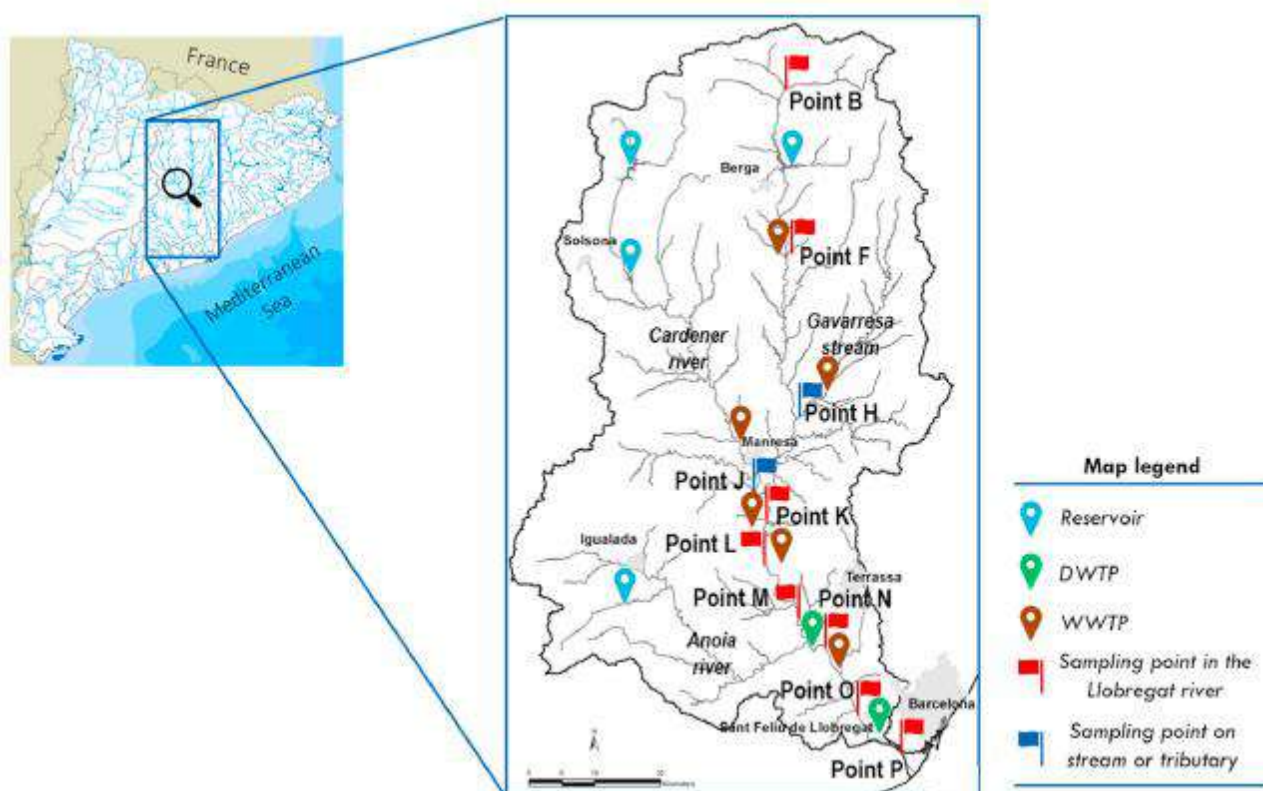 France
Mediterranean
sea
Point B
Berga
Solsona
Point F
Cardener
river
Gavarresa
stream
Point H
Manresa
Point J
Point K
Igualada
Point L
Terrassa
Point M
Point N
Anoia
river
Point O
Barcelona
Sant Feliu de Llobregat
Point P
Map legend
Reservoir
DWTP
WWTP
Sampling point in the
Llobregat river
Sampling point on
stream or tributary